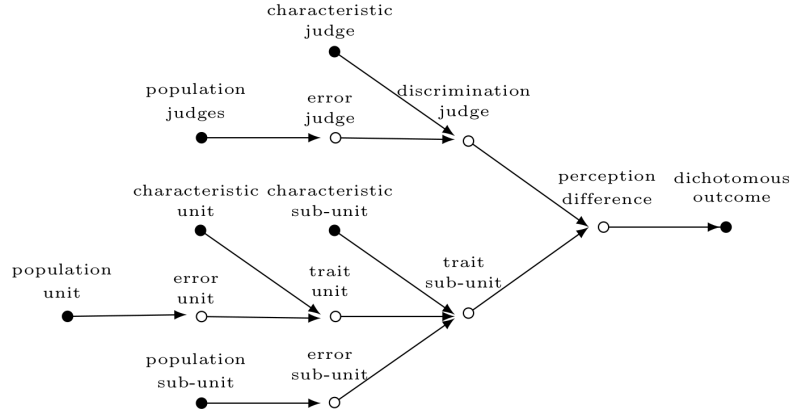 characteristic
judge
population
judges
error
judge
discrimination
judge
perception
difference
dichotomous
outcome
characteristic
unit
characteristic
sub-unit
population
unit
error
unit
trait
unit
trait
sub-unit
population
sub-unit
error
sub-unit